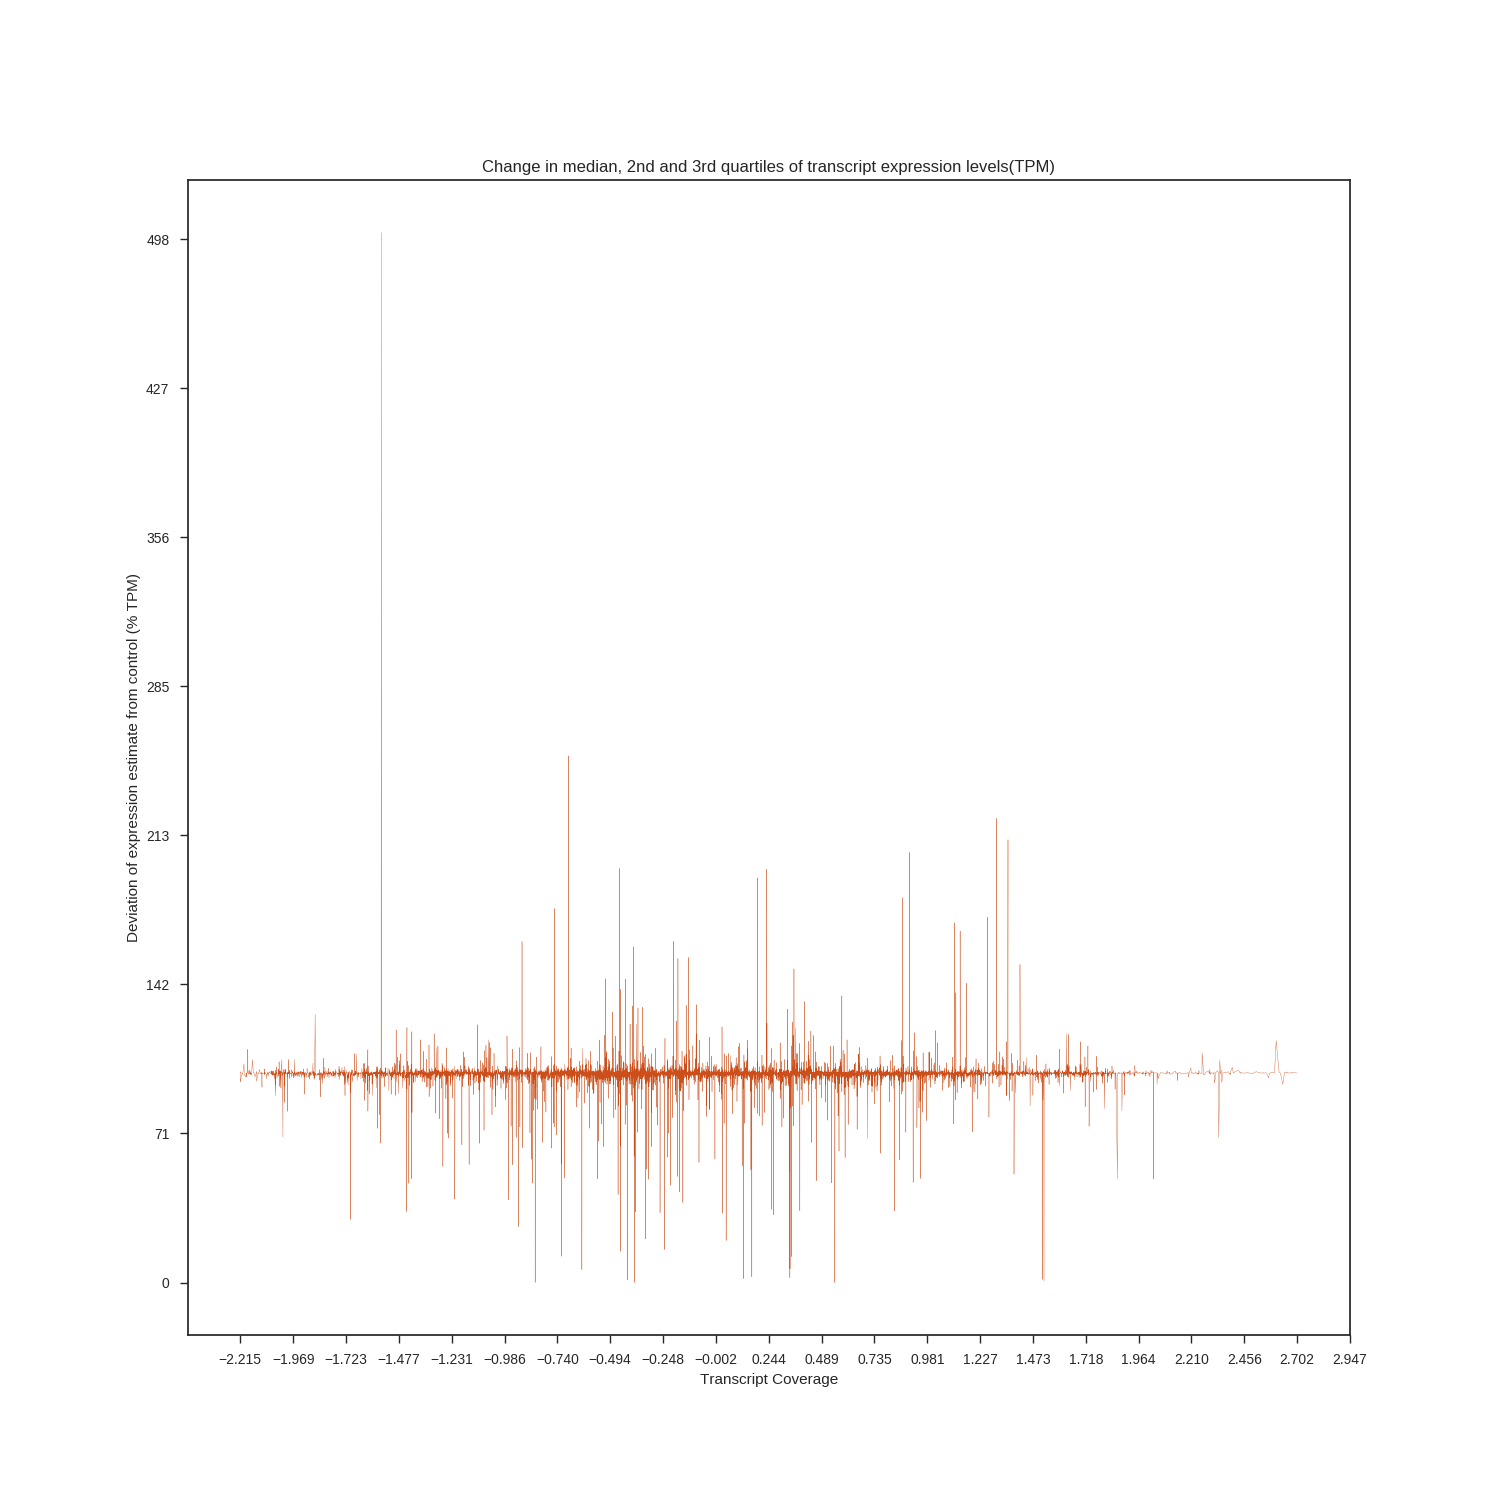 Change in median, 2nd and 3rd quartiles of transcript expression levels(TPM)
498
427
356
285
213
142
71
0
Deviation of expression estimate from control (% TPM)
−2.215 −1.969 −1.723 −1.477 −1.231 −0.986 −0.740 −0.494 −0.248 −0.002 0.244 0.489 0.735 0.981 1.227 1.473 1.718 1.964 2.210 2.456 2.702 2.947
Transcript Coverage